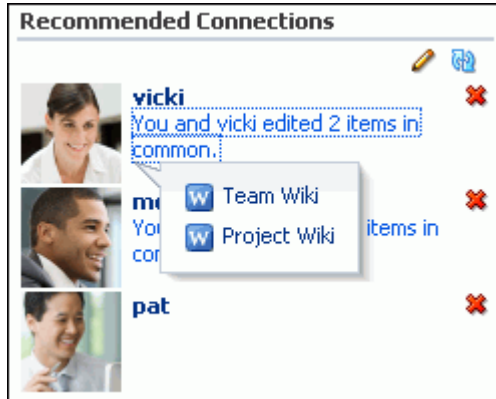 Recommended Connections
vicki
You and vicki edited 2 items in
common.
W Team Wiki
W Project Wiki
items in
pat